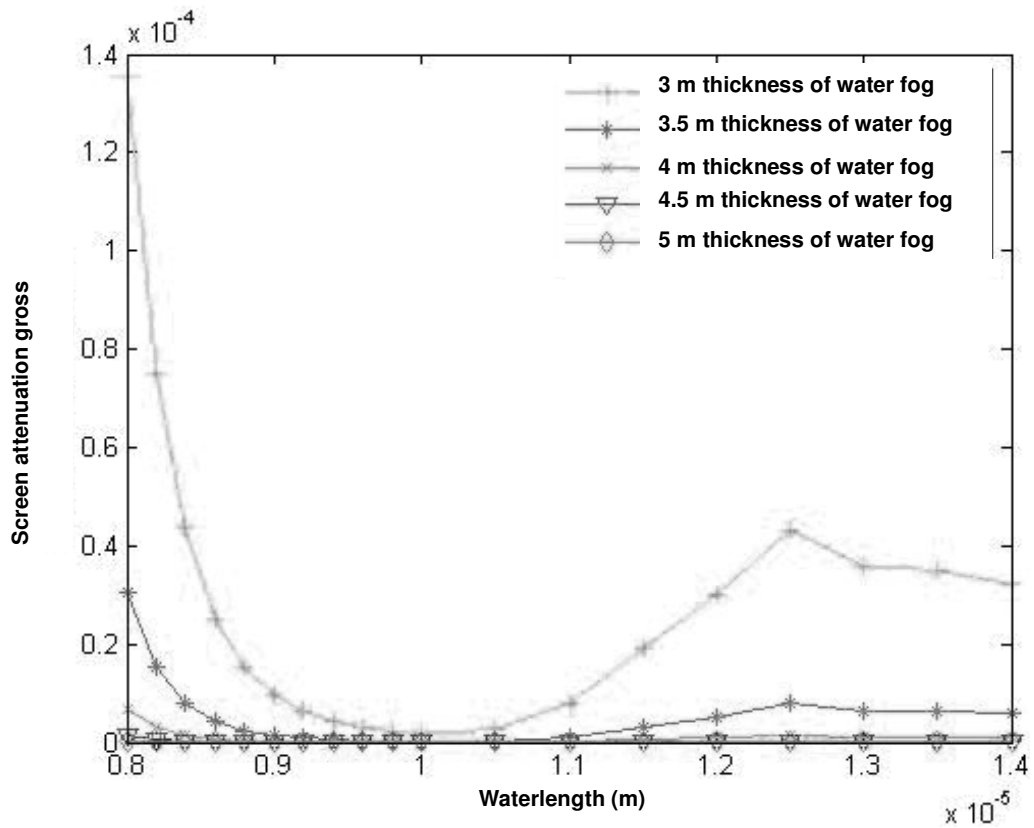 x 10-4
1.4
1.2
1
0.8
0.6
0.4
0.2
0
3 m thickness of water fog
3.5 m thickness of water fog
4 m thickness of water fog
4.5 m thickness of water fog
5 m thickness of water fog
Screen attenuation gross
0.8 0.9 1 1.1 1.2 1.3 1.4
Waterlength (m)
x 10-5